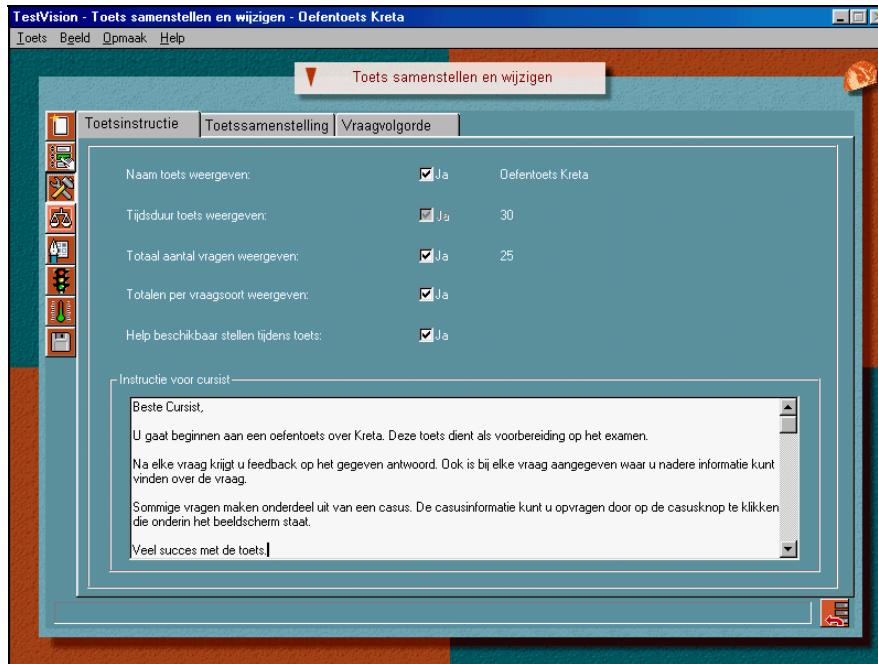 TestVision - Toets samenstellen en wijzigen - Oefentoets Kreta
Toets Beeld Opmaak Help
Toets samenstellen en wijzigen
Toetsinstructie Toetssamenstelling Vraagvolgorde
Naam toets weergeven: Ja Oefentoets Kreta
Tijdsduur toets weergeven: Ja 30
Totaal aantal vragen weergeven: Ja 25
Totalen per vraagsoort weergeven: Ja
Help beschikbaar stellen tijdens toets: Ja
Instructie voor cursist
Beste Cursist,
U gaat beginnen aan een oefentoets over Kreta. Deze toets dient als voorbereiding op het examen.
Na elke vraag krijgt u feedback op het gegeven antwoord. Ook is bij elke vraag aangegeven waar u nadere informatie kunt
vinden over de vraag.
Sommige vragen maken onderdeel uit van een casus. De casusinformatie kunt u opvragen door op de casusknop te klikken
die onderin het beeldscherm staat.
Veel succes met de toets.